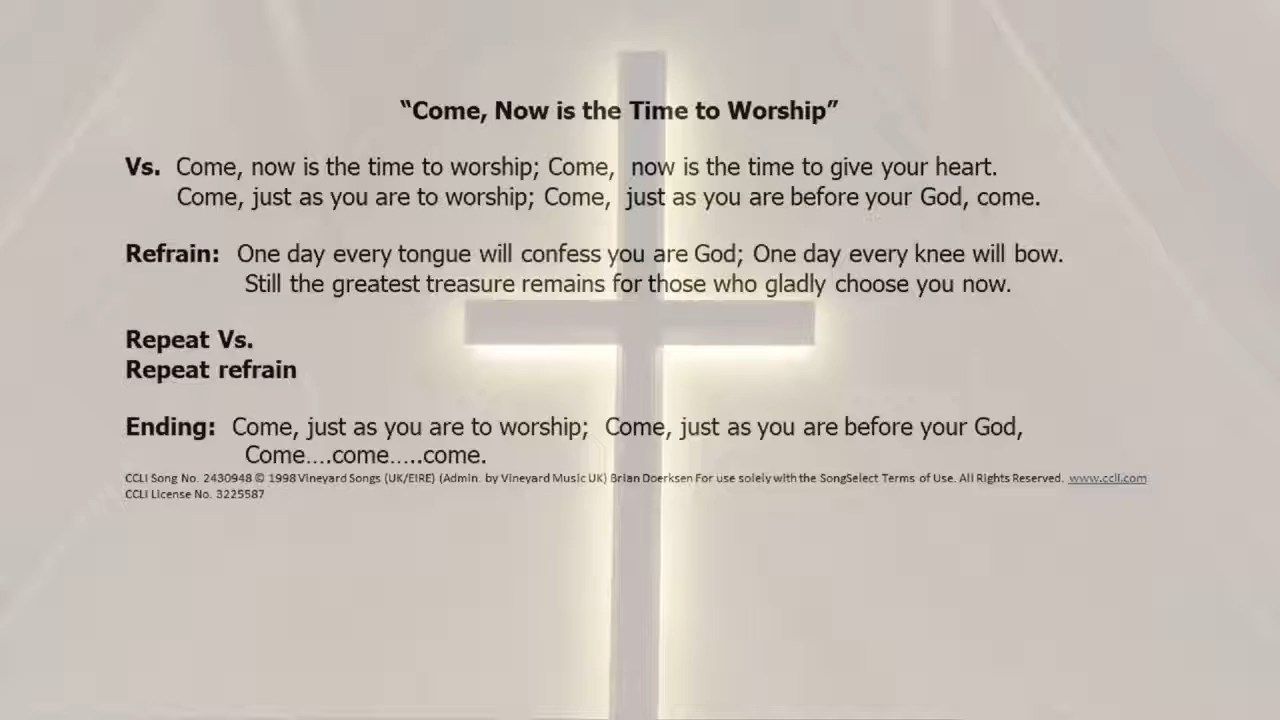 “Come, Now is the Time to Worship”
Vs. Come, now is the time to worship; Come, now is the time to give your heart.
Come, just as you are to worship; Come, just as you are before your God, come.
Refrain: One day every tongue will confess you are God; One day every knee will bow.
Still the greatest treasure remains for those who gladly choose you now.
Repeat Vs.
Repeat refrain
Ending: Come, just as you are to worship; Come, just as you are before your God,
Come....come.....come.
CCLI Song No. 2430948 © 1998 Vineyard Songs (UK/EIRE) (Admin. by Vineyard Music UK) Brian Doerksen For use solely with the SongSelect Terms of Use. All Rights Reserved. www.ccli.com
CCLI License No. 3225587